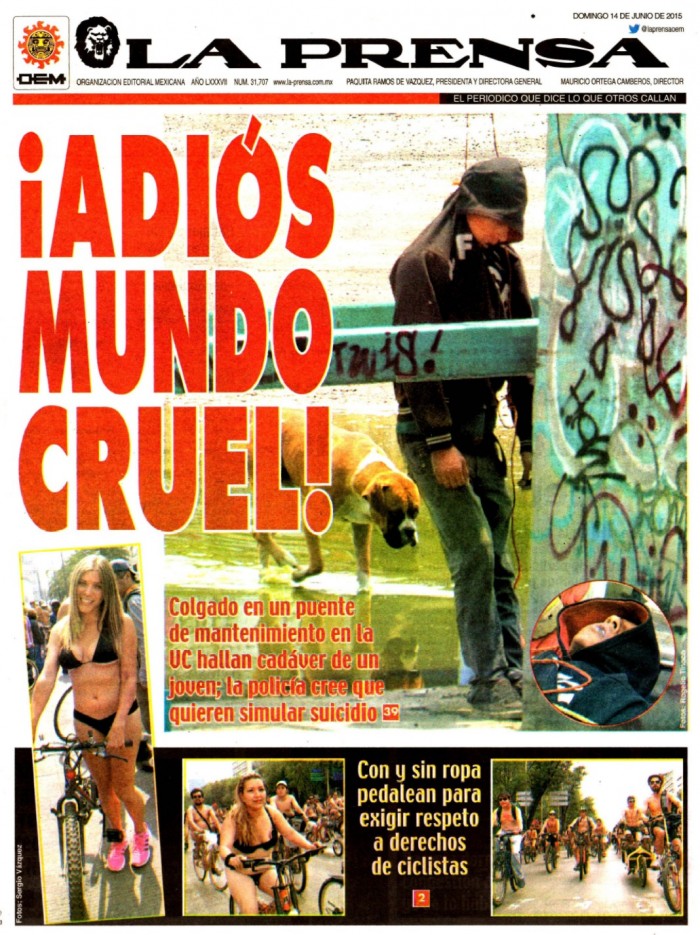 DOMINGO 14 DE JUNIO DE 2015
@laprensaoem
OEM
LA PRENSA
ORGANIZACION EDITORIAL MEXICANA AÑO LXXXVII NUM. 31,707 www.la-prensa.com.mx PAQUITA RAMOS DE VAZQUEZ, PRESIDENTA Y DIRECTORA GENERAL MAURICIO ORTEGA CAMBEROS, DIRECTOR
EL PERIODICO QUE DICE LO QUE OTROS CALLAN
¡ADIÓS
MUNDO
CRUEL!
Colgado en un puente
de mantenimiento en la
VC hallan cadáver de un
joven; la policía cree que
quieren simular suicidio 39
Con y sin ropa
pedalean para
exigir respeto
a derechos
de ciclistas
2
Fotos: Sergio Vázquez